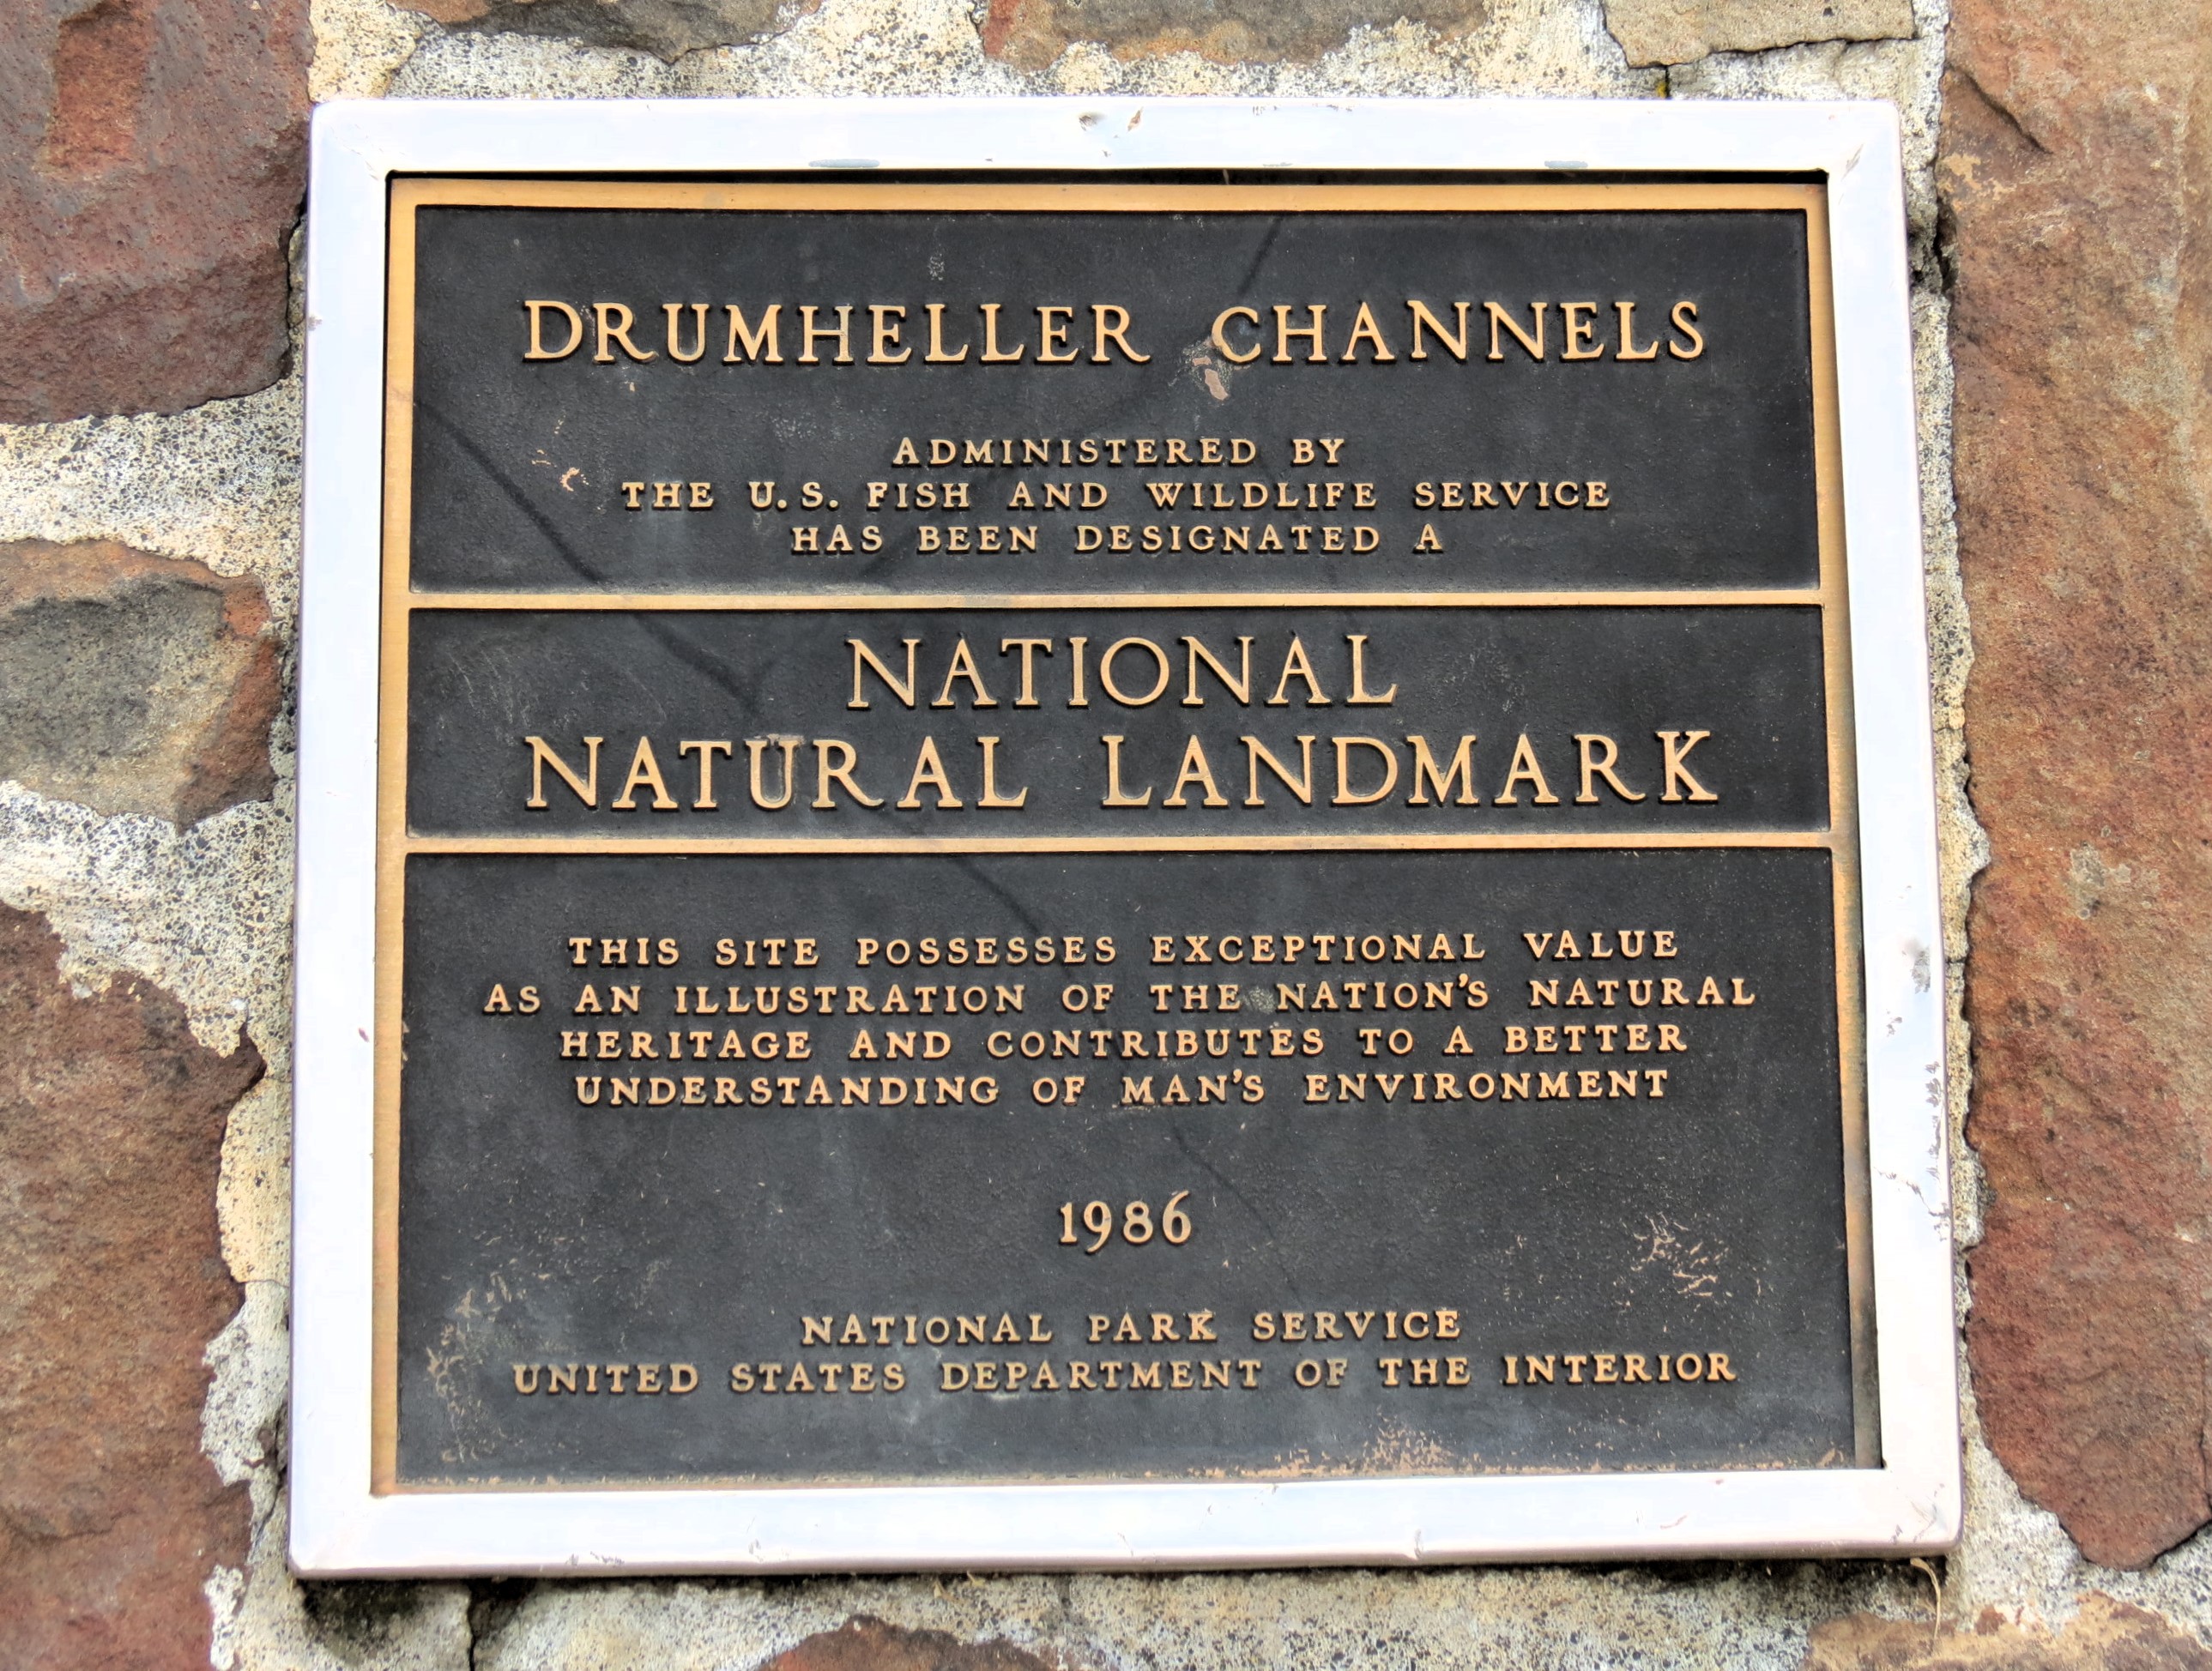 DRUMHELLER CHANNELS
ADMINISTERED BY
THE U.S. FISH AND WILDLIFE SERVICE
HAS BEEN DESIGNATED A
NATIONAL
NATURAL LANDMARK
THIS SITE POSSESSES EXCEPTIONAL VALUE
AS AN ILLUSTRATION OF THE NATION'S NATURAL
HERITAGE AND CONTRIBUTES TO A BETTER
UNDERSTANDING OF MAN'S ENVIRONMENT
1986
NATIONAL PARK SERVICE
UNITED STATES DEPARTMENT OF THE INTERIOR